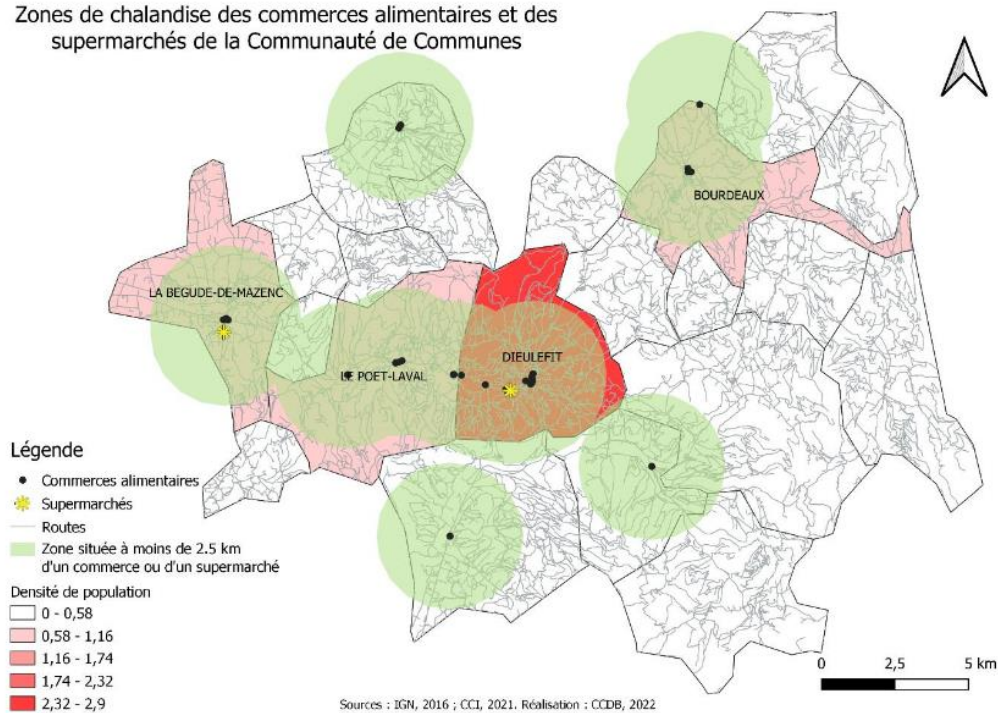 Zones de chalandise des commerces alimentaires et des
supermarchés de la Communauté de Communes
BOURDEAUX
LA BEGUDE-DE-MAZENC
DIEULEFIT
LE POET-LAVAL
Légende
Commerces alimentaires
Supermarchés
Routes
Zone située à moins de 2.5 km
d'un commerce ou d'un supermarché
Densité de population
0 - 0,58
0,58 - 1,16
1,16 - 1,74
1,74 - 2,32
2,32 - 2,9
0 2,5 5 km
Sources : IGN, 2016 ; CCI, 2021. Réalisation : CCDB, 2022